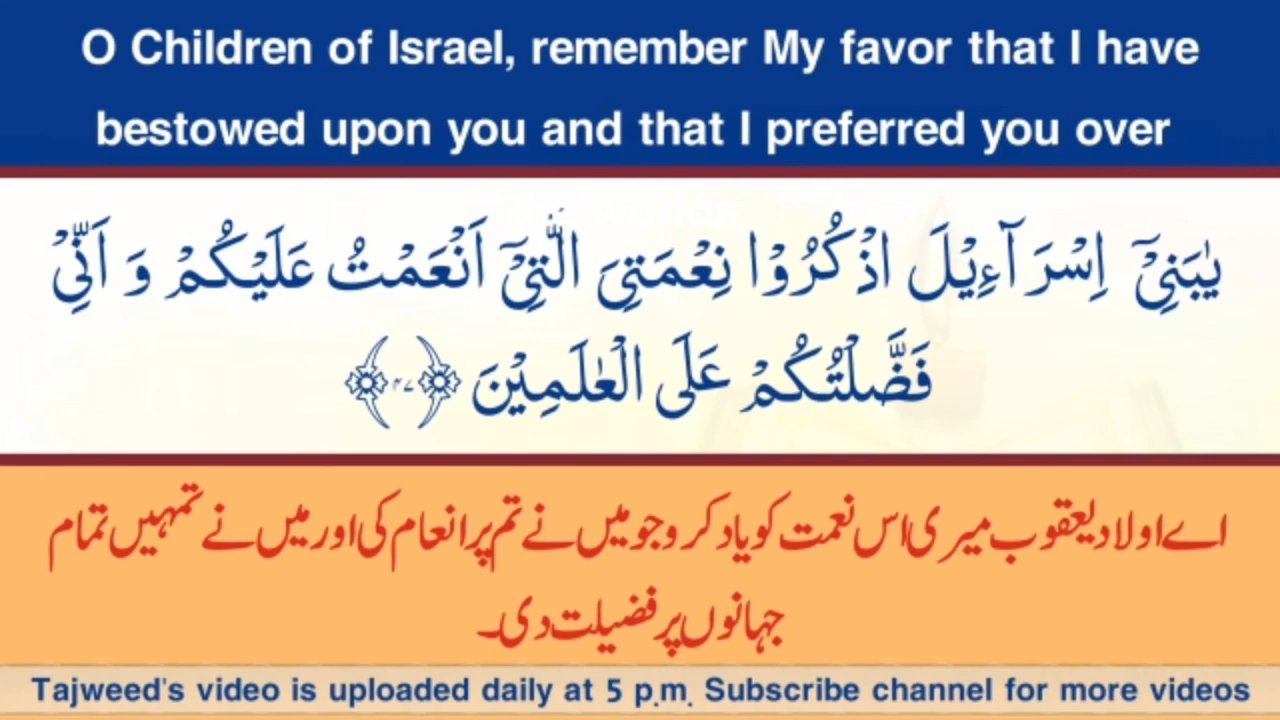 O Children of Israel, remember My favor that I have
bestowed upon you and that I preferred you over
the worlds
یٰبَنِیْۤ اِسْرَآءِیْلَ اذْكُرُوْا نِعْمَتِیَ الَّتِیْۤ اَنْعَمْتُ عَلَیْكُمْ وَ اَنِّیْ
فَضَّلْتُكُمْ عَلَى الْعٰلَمِیْنَ ﴿۴۷﴾
اے اولاد یعقوب میری اس نعمت کو یاد کرو جو میں نے تم پر انعام کی اور میں نے تمہیں تمام
جہانوں پر فضیلت دی۔
Tajweed's video is uploaded daily at 5 p.m. Subscribe channel for more videos